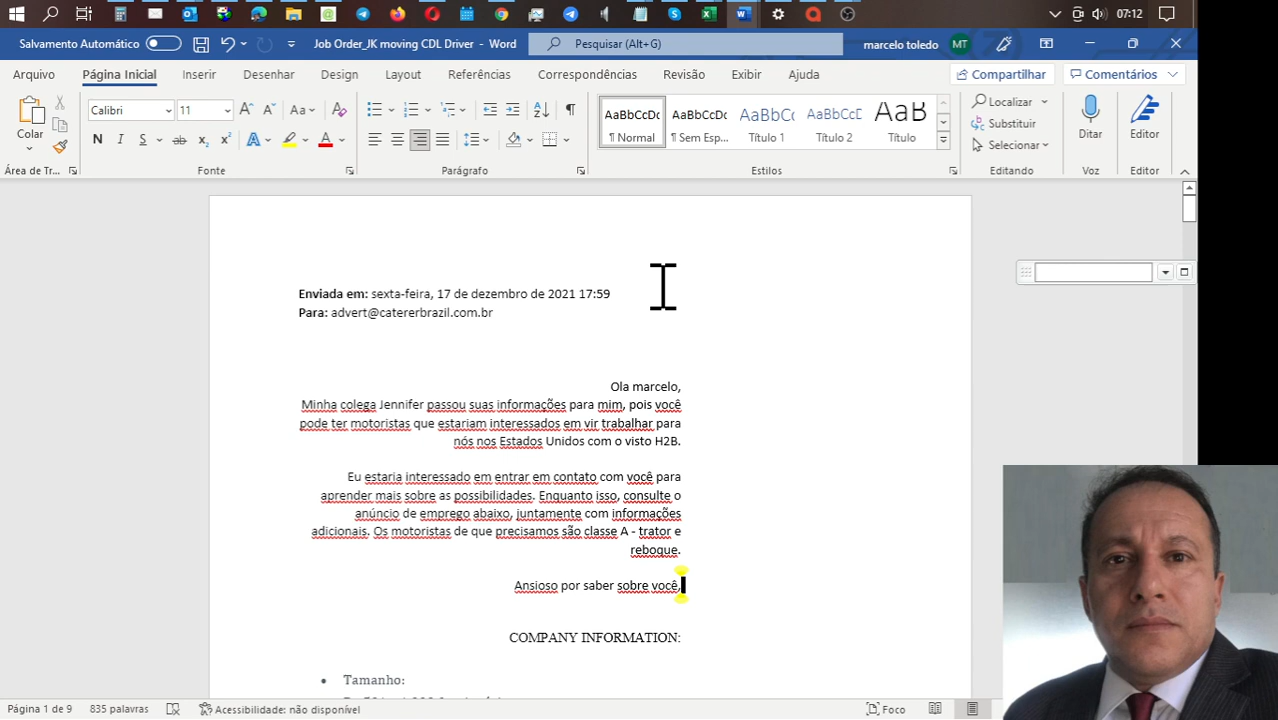 07:12
Salvamento Automático
Job Order_JK moving CDL Driver - Word
Pesquisar (Alt+G)
marcelo toledo
MT
Arquivo
Página Inicial
Inserir
Desenhar
Design
Layout
Referências
Correspondências
Revisão
Exibir
Ajuda
Compartilhar
Comentários
Colar
Calibri
11
AaBbCcDc
AaBbCcDc
AaBbCc
AaBbCcD
AaB
¶ Normal
¶ Sem Esp...
Título 1
Título 2
Título
Localizar
Substituir
Selecionar
Ditar
Editor
Área de Tr...
Fonte
Parágrafo
Estilos
Editando
Voz
Editor
Enviada em: sexta-feira, 17 de dezembro de 2021 17:59
Para: advert@catererbrazil.com.br
Ola marcelo,
Minha colega Jennifer passou suas informações para mim, pois você
pode ter motoristas que estariam interessados em vir trabalhar para
nós nos Estados Unidos com o visto H2B.
Eu estaria interessado em entrar em contato com você para
aprender mais sobre as possibilidades. Enquanto isso, consulte o
anúncio de emprego abaixo, juntamente com informações
adicionais. Os motoristas de que precisamos são classe A - trator e
reboque.
Ansioso por saber sobre você,
COMPANY INFORMATION:
• Tamanho:
Página 1 de 9
835 palavras
Acessibilidade: não disponível
Foco